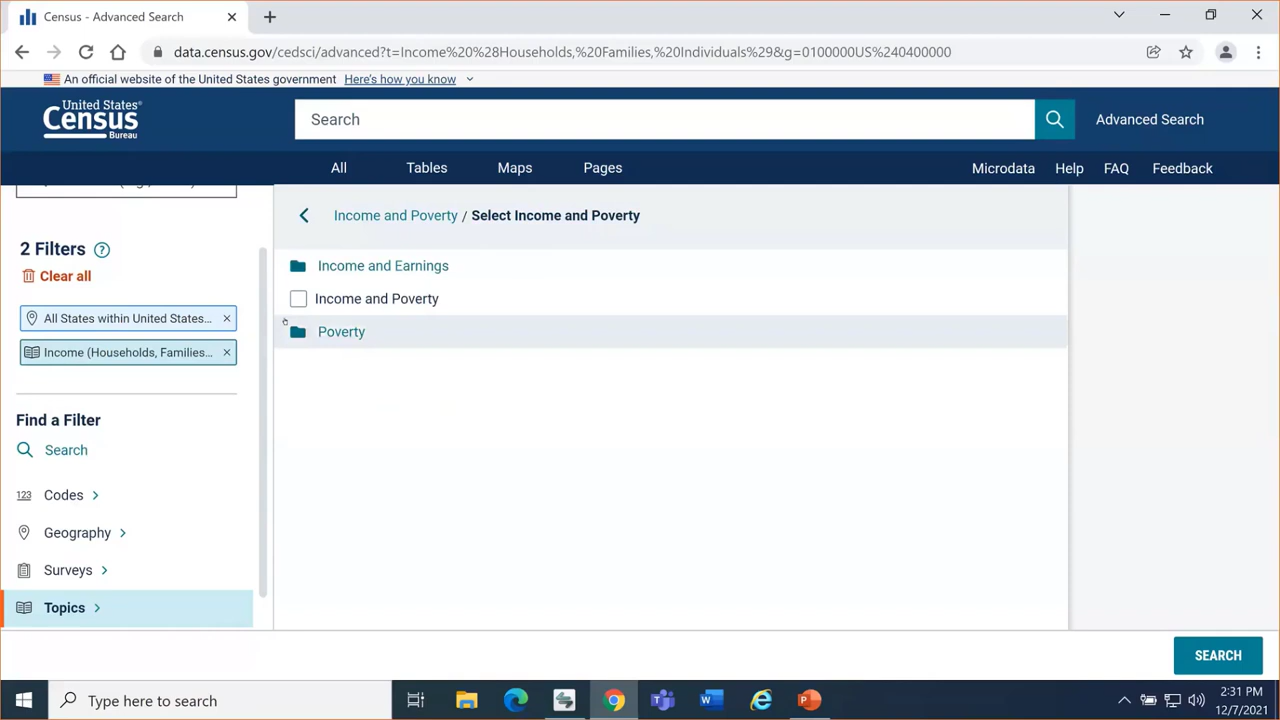 Census - Advanced Search
data.census.gov/cedsci/advanced?t=Income%20%28Households,%20Families,%20Individuals%29&g=0100000US%240400000
An official website of the United States government Here's how you know
United States®
Census
Bureau
Search
Advanced Search
All Tables Maps Pages
Microdata Help FAQ Feedback
Income and Poverty / Select Income and Poverty
2 Filters ?
Clear all
All States within United States...
Income (Households, Families...
Find a Filter
Search
123 Codes
Geography
Surveys
Topics
Income and Earnings
Income and Poverty
Poverty
SEARCH
Type here to search
2:31 PM
12/7/2021